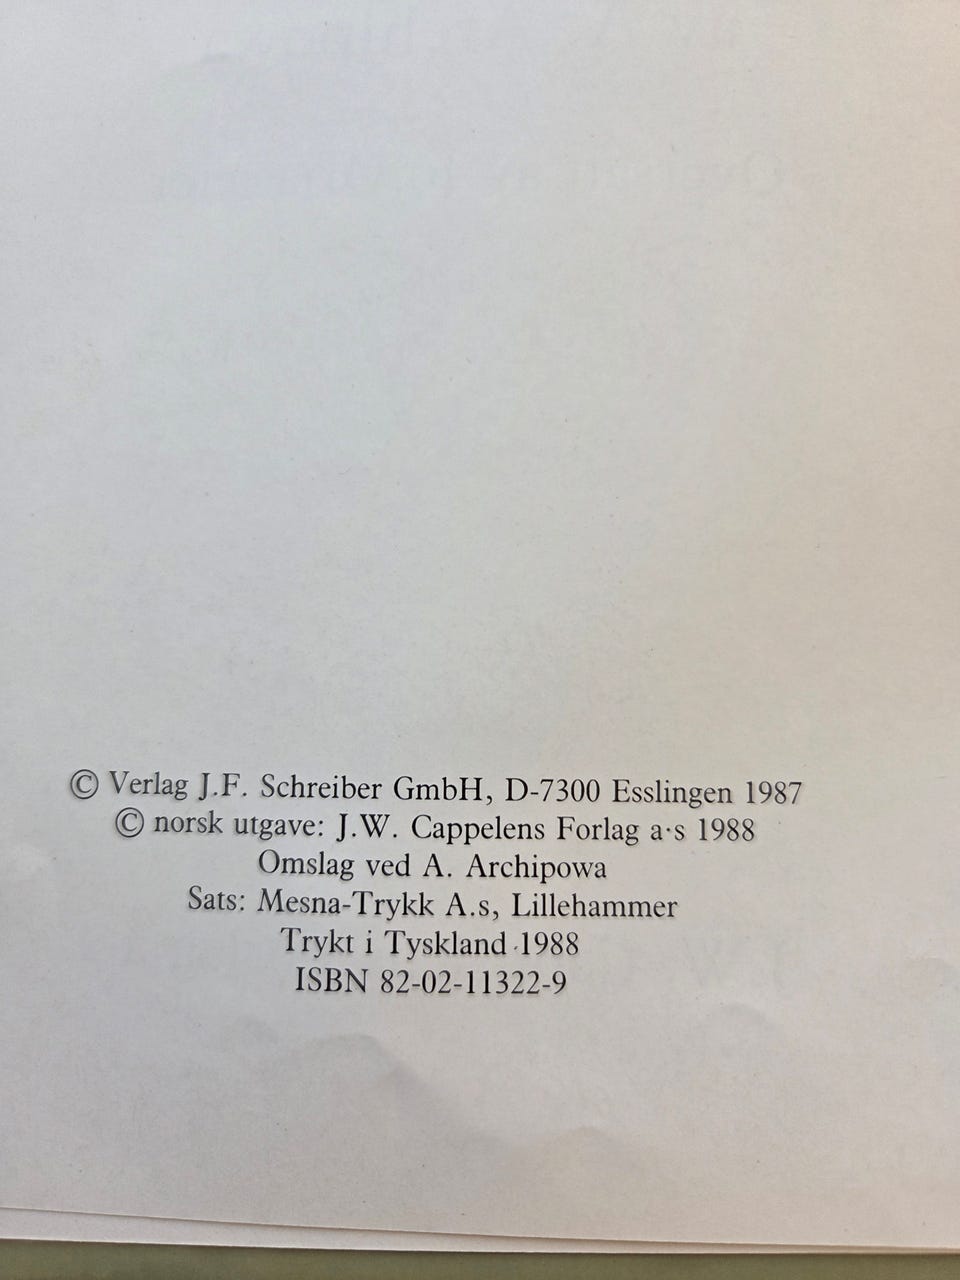 © Verlag J.F. Schreiber GmbH, D-7300 Esslingen 1987
© norsk utgave: J.W. Cappelens Forlag a·s 1988
Omslag ved A. Archipowa
Sats: Mesna-Trykk A.s, Lillehammer
Trykt i Tyskland 1988
ISBN 82-02-11322-9